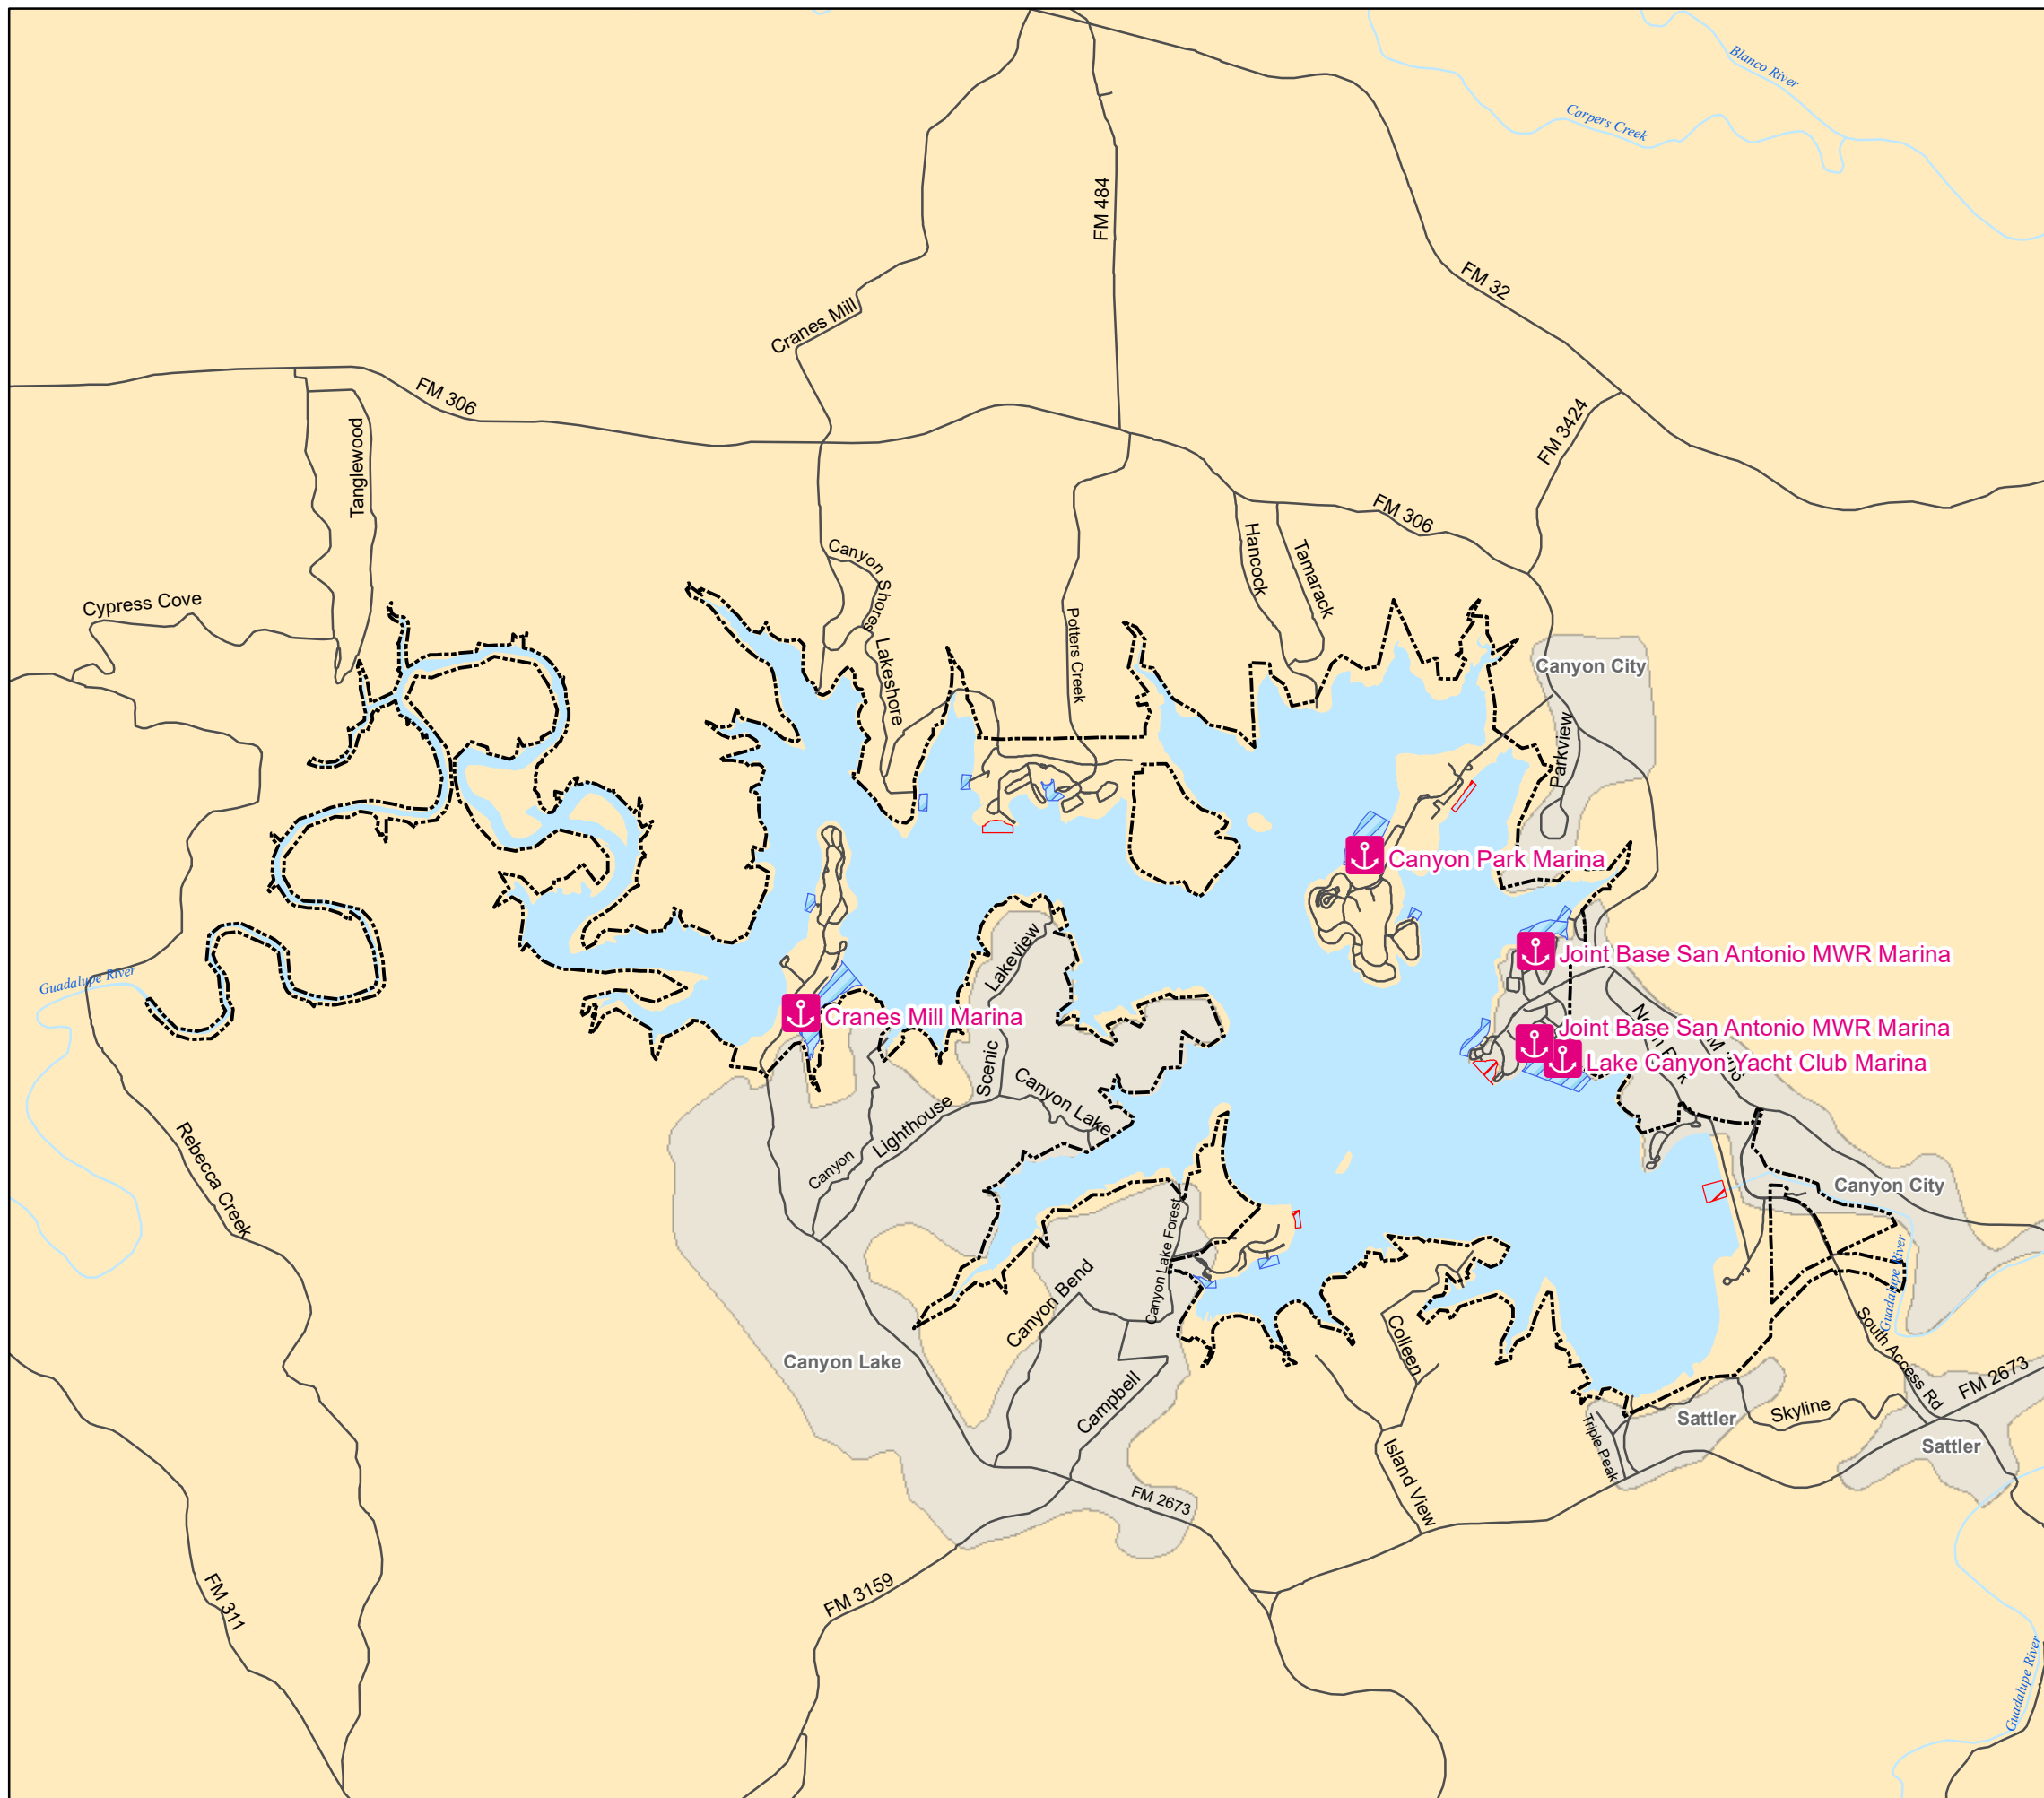 Blanco River
Carpers Creek
FM 484
FM 32
Cranes Mill
FM 306
FM 3424
Tanglewood
FM 306
Canyon Shores
Hancock
Tamarack
Cypress Cove
Potters Creek
Lakeshore
Canyon City
Parkview
Canyon Park Marina
Lakeview
Joint Base San Antonio MWR Marina
Guadalupe River
Cranes Mill Marina
Joint Base San Antonio MWR Marina
Lake Canyon Yacht Club Marina
Scenic
Canyon Lake
Lighthouse
Canyon
Rebecca Creek
Canyon City
Canyon Lake Forest
Guadalupe River
Canyon Bend
Colleen
South Access Rd
Canyon Lake
FM 2673
Campbell
Skyline
Sattler
Triple Peak
Sattler
Island View
FM 2673
FM 311
FM 3159
Guadalupe River